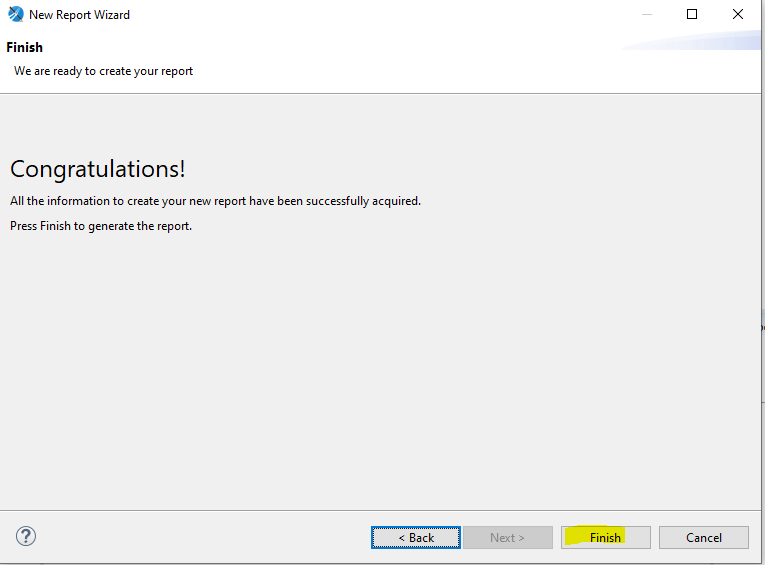 New Report Wizard
Finish
We are ready to create your report
Congratulations!
All the information to create your new report have been successfully acquired.
Press Finish to generate the report.
?
< Back Next > Finish Cancel